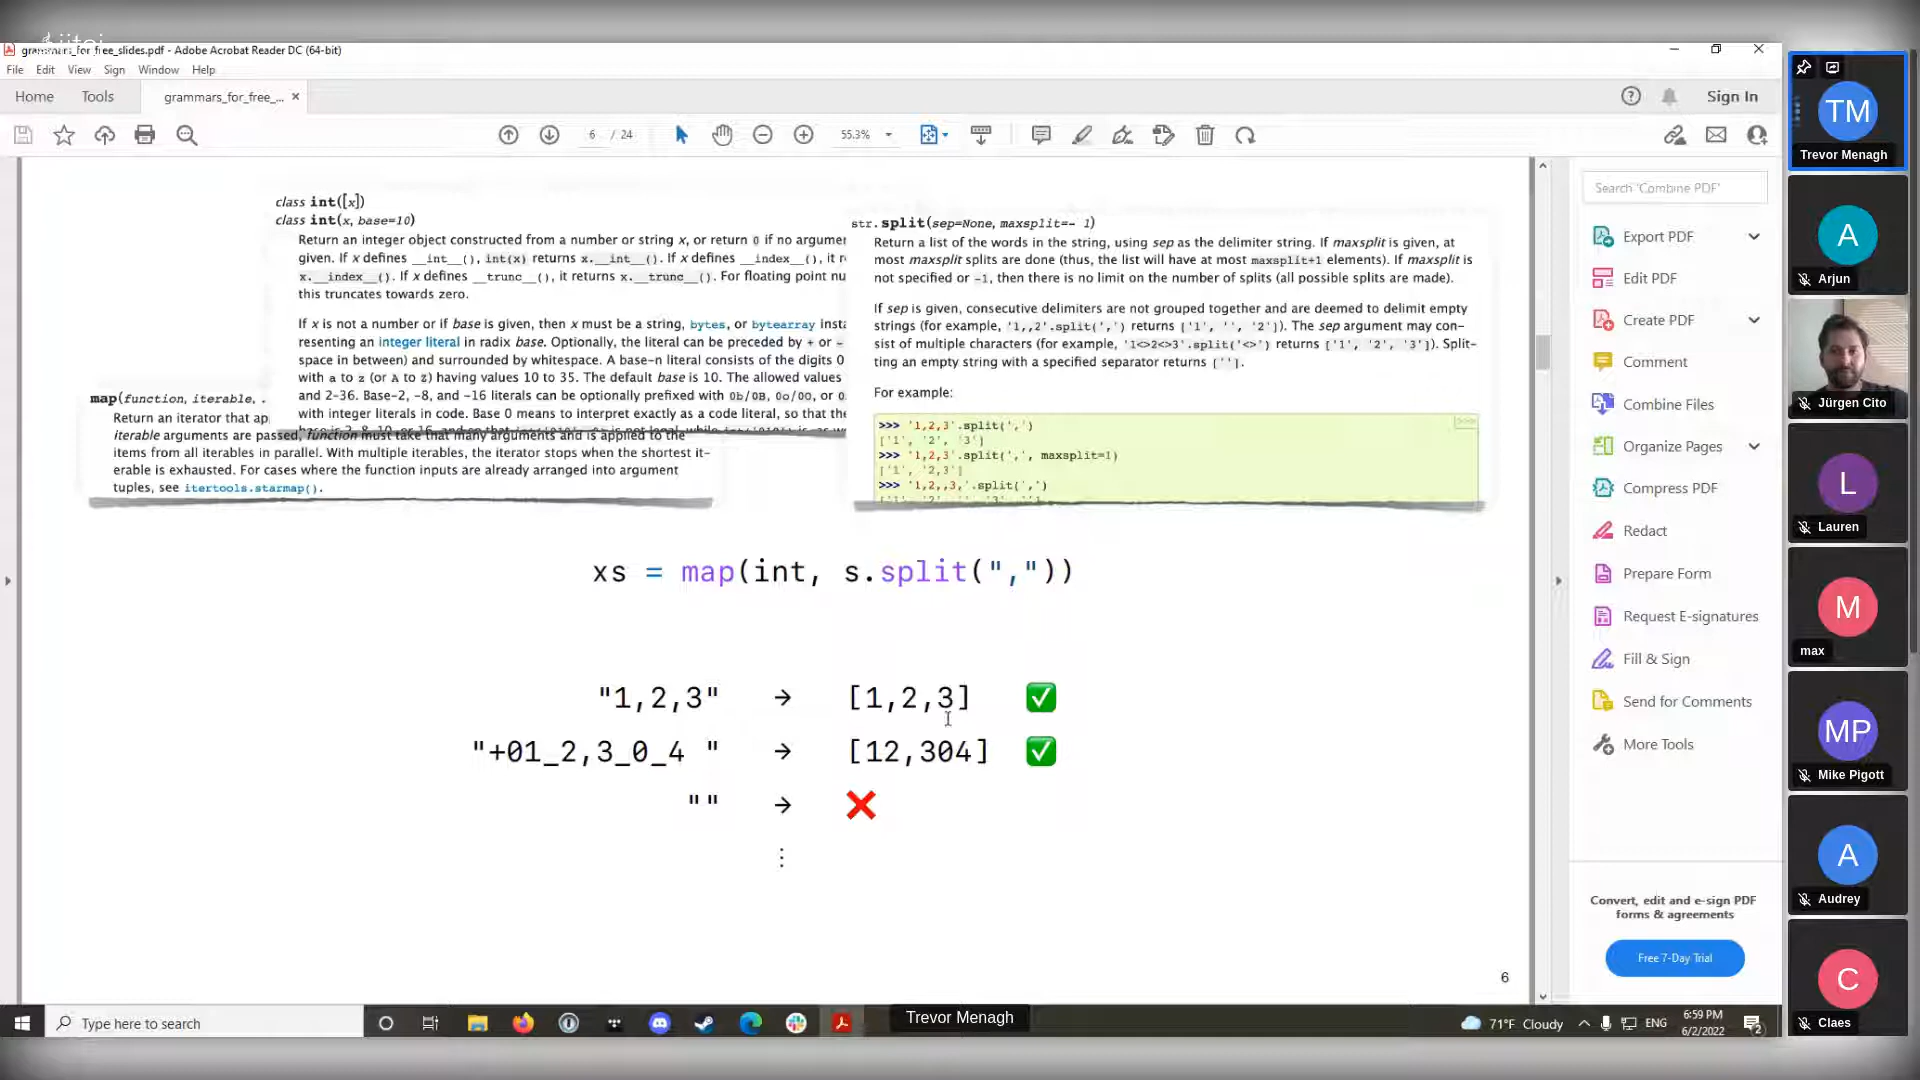 grammars_for_free_slides.pdf - Adobe Acrobat Reader DC (64-bit)
File Edit View Sign Window Help
Home Tools grammars_for_free_... ×
Sign In
6 / 24
55.3%
class int([x])
class int(x, base=10)
Return an integer object constructed from a number or string x, or return 0 if no argumen
given. If x defines __int__(), int(x) returns x.__int__(). If x defines __index__(), it r
x.__index__(). If x defines __trunc__(), it returns x.__trunc__(). For floating point nu
this truncates towards zero.
If x is not a number or if base is given, then x must be a string, bytes, or bytearray insta
resenting an integer literal in radix base. Optionally, the literal can be preceded by + or -
space in between) and surrounded by whitespace. A base-n literal consists of the digits 0
with a to z (or A to Z) having values 10 to 35. The default base is 10. The allowed values
and 2-36. Base-2, -8, and -16 literals can be optionally prefixed with 0b/0B, 0o/0O, or 0
with integer literals in code. Base 0 means to interpret exactly as a code literal, so that the
map(function, iterable, .
Return an iterator that ap
iterable arguments are passed, function must take that many arguments and is applied to the
items from all iterables in parallel. With multiple iterables, the iterator stops when the shortest it-
erable is exhausted. For cases where the function inputs are already arranged into argument
tuples, see itertools.starmap().
str.split(sep=None, maxsplit=- 1)
Return a list of the words in the string, using sep as the delimiter string. If maxsplit is given, at
most maxsplit splits are done (thus, the list will have at most maxsplit+1 elements). If maxsplit is
not specified or -1, then there is no limit on the number of splits (all possible splits are made).
If sep is given, consecutive delimiters are not grouped together and are deemed to delimit empty
strings (for example, '1,,2'.split(',') returns ['1', '', '2']). The sep argument may con-
sist of multiple characters (for example, '1<>2<>3'.split('<>') returns ['1', '2', '3']). Split-
ting an empty string with a specified separator returns [''].
For example:
>>>
>>> '1,2,3'.split(',')
['1', '2', '3']
>>> '1,2,3'.split(',', maxsplit=1)
['1', '2,3']
>>> '1,2,,3,'.split(',')
['1', '2', '', '3', '']
xs = map(int, s.split(","))
"1,2,3" → [1,2,3] ✅
"+01_2,3_0_4 " → [12,304] ✅
"" → ❌
⋮
6
Search 'Combine PDF'
Export PDF
Edit PDF
Create PDF
Comment
Combine Files
Organize Pages
Compress PDF
Redact
Prepare Form
Request E-signatures
Fill & Sign
Send for Comments
More Tools
Convert, edit and e-sign PDF
forms & agreements
Free 7-Day Trial
TM
Trevor Menagh
A
Arjun
Jürgen Cito
L
Lauren
M
max
MP
Mike Pigott
A
Audrey
C
Claes
Type here to search
Trevor Menagh
71°F Cloudy
ENG
6:59 PM
6/2/2022
2